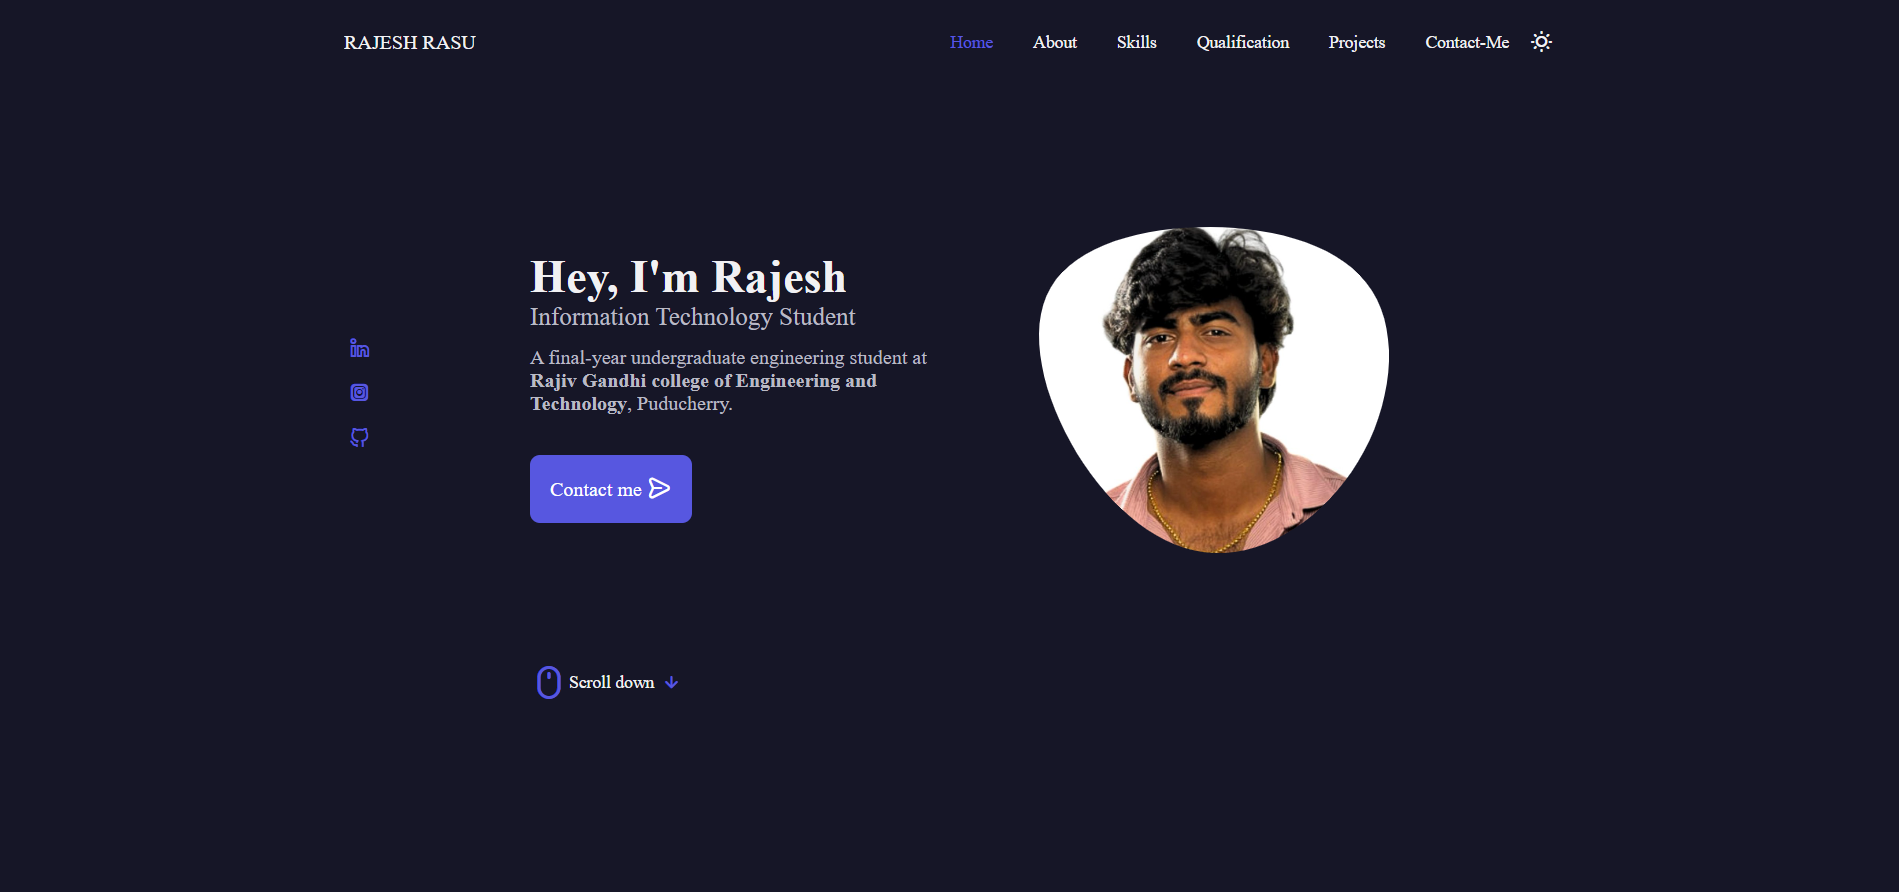 RAJESH RASU
Home About Skills Qualification Projects Contact-Me
Hey, I'm Rajesh
Information Technology Student
A final-year undergraduate engineering student at
Rajiv Gandhi college of Engineering and
Technology, Puducherry.
Contact me
Scroll down